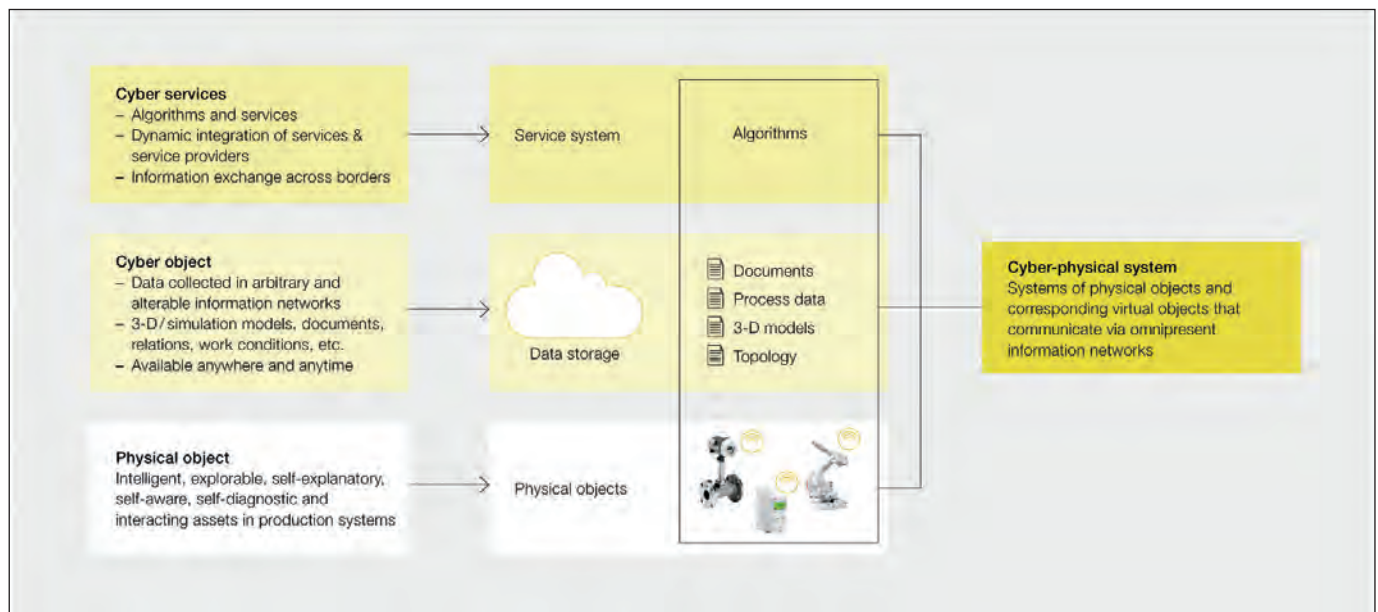 Cyber services
– Algorithms and services
– Dynamic integration of services &
service providers
– Information exchange across borders
Service system
Algorithms
Cyber object
– Data collected in arbitrary and
alterable information networks
– 3-D/simulation models, documents,
relations, work conditions, etc.
– Available anywhere and anytime
Data storage
Documents
Process data
3-D models
Topology
Cyber-physical system
Systems of physical objects and
corresponding virtual objects that
communicate via omnipresent
information networks
Physical object
Intelligent, explorable, self-explanatory,
self-aware, self-diagnostic and
interacting assets in production systems
Physical objects